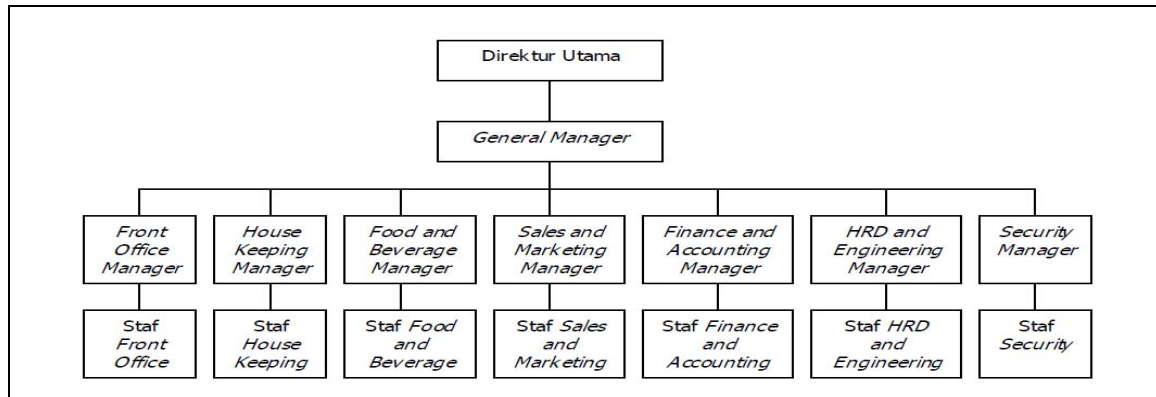 Direktur Utama
General Manager
Front
Office
Manager
House
Keeping
Manager
Food and
Beverage
Manager
Sales and
Marketing
Manager
Finance and
Accounting
Manager
HRD and
Engineering
Manager
Security
Manager
Staf
Front
Office
Staf
House
Keeping
Staf Food
and
Beverage
Staf Sales
and
Marketing
Staf Finance
and
Accounting
Staf HRD
and
Engineering
Staf
Security